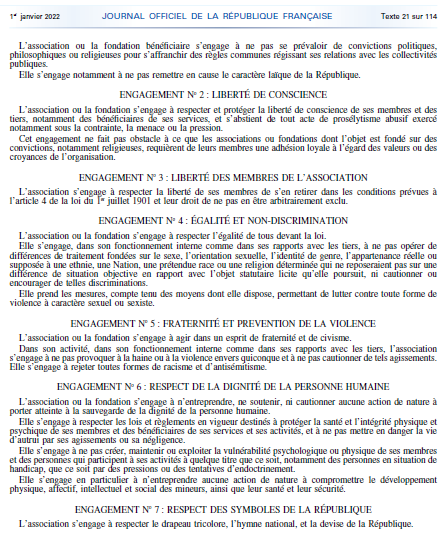 1er janvier 2022 JOURNAL OFFICIEL DE LA RÉPUBLIQUE FRANÇAISE Texte 21 sur 114
L'association ou la fondation bénéficiaire s'engage à ne pas se prévaloir de convictions politiques,
philosophiques ou religieuses pour s'affranchir des règles communes régissant ses relations avec les collectivités
publiques.
Elle s'engage notamment à ne pas remettre en cause le caractère laïque de la République.
ENGAGEMENT No 2 : LIBERTÉ DE CONSCIENCE
L'association ou la fondation s'engage à respecter et protéger la liberté de conscience de ses membres et des
tiers, notamment des bénéficiaires de ses services, et s'abstient de tout acte de prosélytisme abusif exercé
notamment sous la contrainte, la menace ou la pression.
Cet engagement ne fait pas obstacle à ce que les associations ou fondations dont l'objet est fondé sur des
convictions, notamment religieuses, requièrent de leurs membres une adhésion loyale à l'égard des valeurs ou des
croyances de l'organisation.
ENGAGEMENT No 3 : LIBERTÉ DES MEMBRES DE L'ASSOCIATION
L'association s'engage à respecter la liberté de ses membres de s'en retirer dans les conditions prévues à
l'article 4 de la loi du 1er juillet 1901 et leur droit de ne pas en être arbitrairement exclu.
ENGAGEMENT No 4 : ÉGALITÉ ET NON-DISCRIMINATION
L'association ou la fondation s'engage à respecter l'égalité de tous devant la loi.
Elle s'engage, dans son fonctionnement interne comme dans ses rapports avec les tiers, à ne pas opérer de
différences de traitement fondées sur le sexe, l'orientation sexuelle, l'identité de genre, l'appartenance réelle ou
supposée à une ethnie, une Nation, une prétendue race ou une religion déterminée qui ne reposeraient pas sur une
différence de situation objective en rapport avec l'objet statutaire licite qu'elle poursuit, ni cautionner ou
encourager de telles discriminations.
Elle prend les mesures, compte tenu des moyens dont elle dispose, permettant de lutter contre toute forme de
violence à caractère sexuel ou sexiste.
ENGAGEMENT No 5 : FRATERNITÉ ET PREVENTION DE LA VIOLENCE
L'association ou la fondation s'engage à agir dans un esprit de fraternité et de civisme.
Dans son activité, dans son fonctionnement interne comme dans ses rapports avec les tiers, l'association
s'engage à ne pas provoquer à la haine ou à la violence envers quiconque et à ne pas cautionner de tels agissements.
Elle s'engage à rejeter toutes formes de racisme et d'antisémitisme.
ENGAGEMENT No 6 : RESPECT DE LA DIGNITÉ DE LA PERSONNE HUMAINE
L'association ou la fondation s'engage à n'entreprendre, ne soutenir, ni cautionner aucune action de nature à
porter atteinte à la sauvegarde de la dignité de la personne humaine.
Elle s'engage à respecter les lois et règlements en vigueur destinés à protéger la santé et l'intégrité physique et
psychique de ses membres et des bénéficiaires de ses services et ses activités, et à ne pas mettre en danger la vie
d'autrui par ses agissements ou sa négligence.
Elle s'engage à ne pas créer, maintenir ou exploiter la vulnérabilité psychologique ou physique de ses membres
et des personnes qui participent à ses activités à quelque titre que ce soit, notamment des personnes en situation de
handicap, que ce soit par des pressions ou des tentatives d'endoctrinement.
Elle s'engage en particulier à n'entreprendre aucune action de nature à compromettre le développement
physique, affectif, intellectuel et social des mineurs, ainsi que leur santé et leur sécurité.
ENGAGEMENT No 7 : RESPECT DES SYMBOLES DE LA RÉPUBLIQUE
L'association s'engage à respecter le drapeau tricolore, l'hymne national, et la devise de la République.